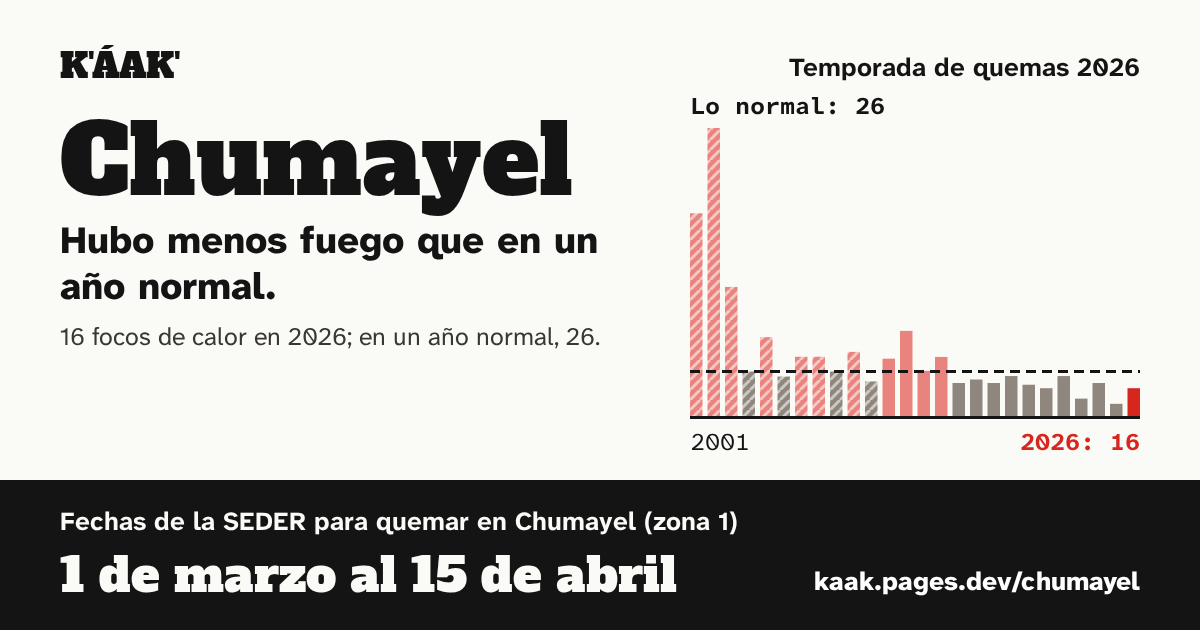 K'ÁAK'
Chumayel
Hubo menos fuego que en un
año normal.
16 focos de calor en 2026; en un año normal, 26.
Temporada de quemas 2026
Lo normal: 26
2001
2026: 16
Fechas de la SEDER para quemar en Chumayel (zona 1)
1 de marzo al 15 de abril
kaak.pages.dev/chumayel